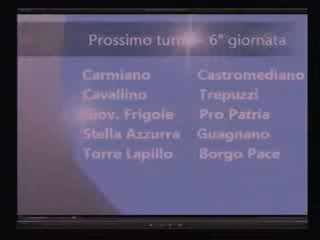 Prossimo turno 6° giornata
Carmiano Castromediano
Cavallino Trepuzzi
Giov. Frigole Pro Patria
Stella Azzurra Guagnano
Torre Lapillo Borgo Pace